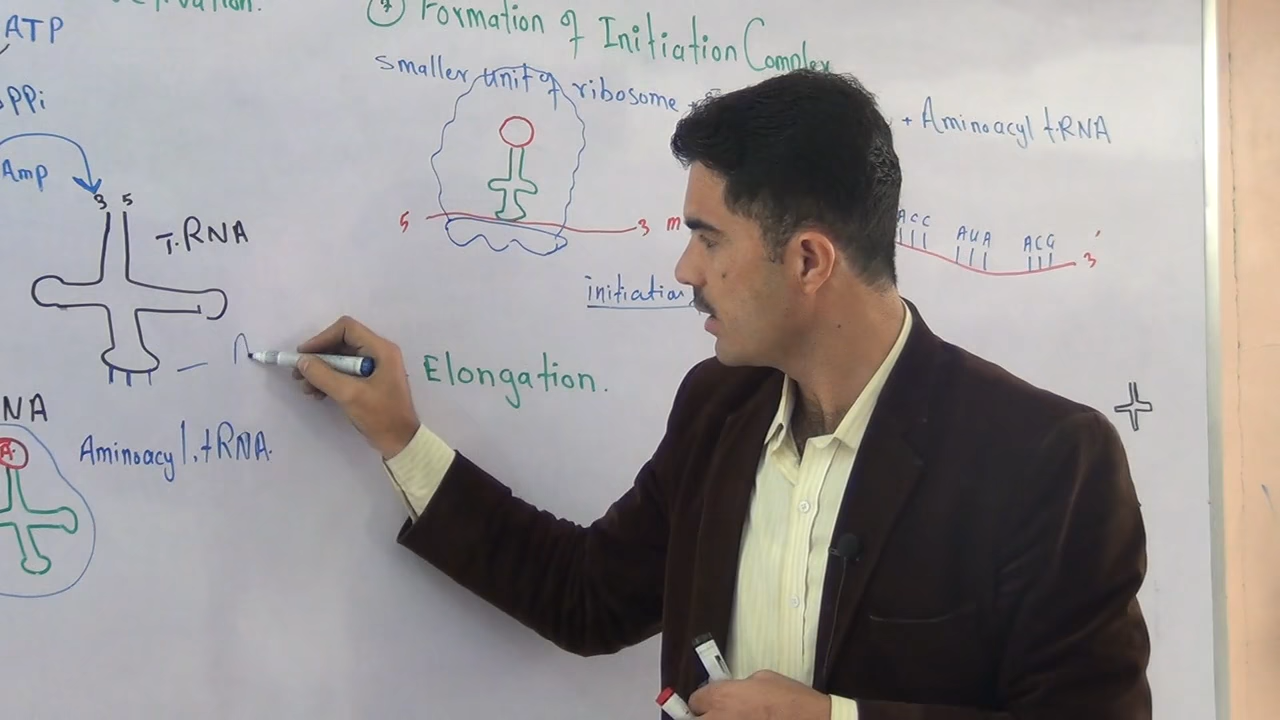 ATP
PPi
Amp
3 5
T.RNA
NA
A.
Aminoacyl.tRNA.
Formation of Initiation Complex
smaller unit of ribosome + + Aminoacyl tRNA
5 3 m
ACC AUA ACG 3'
initiation
Elongation.